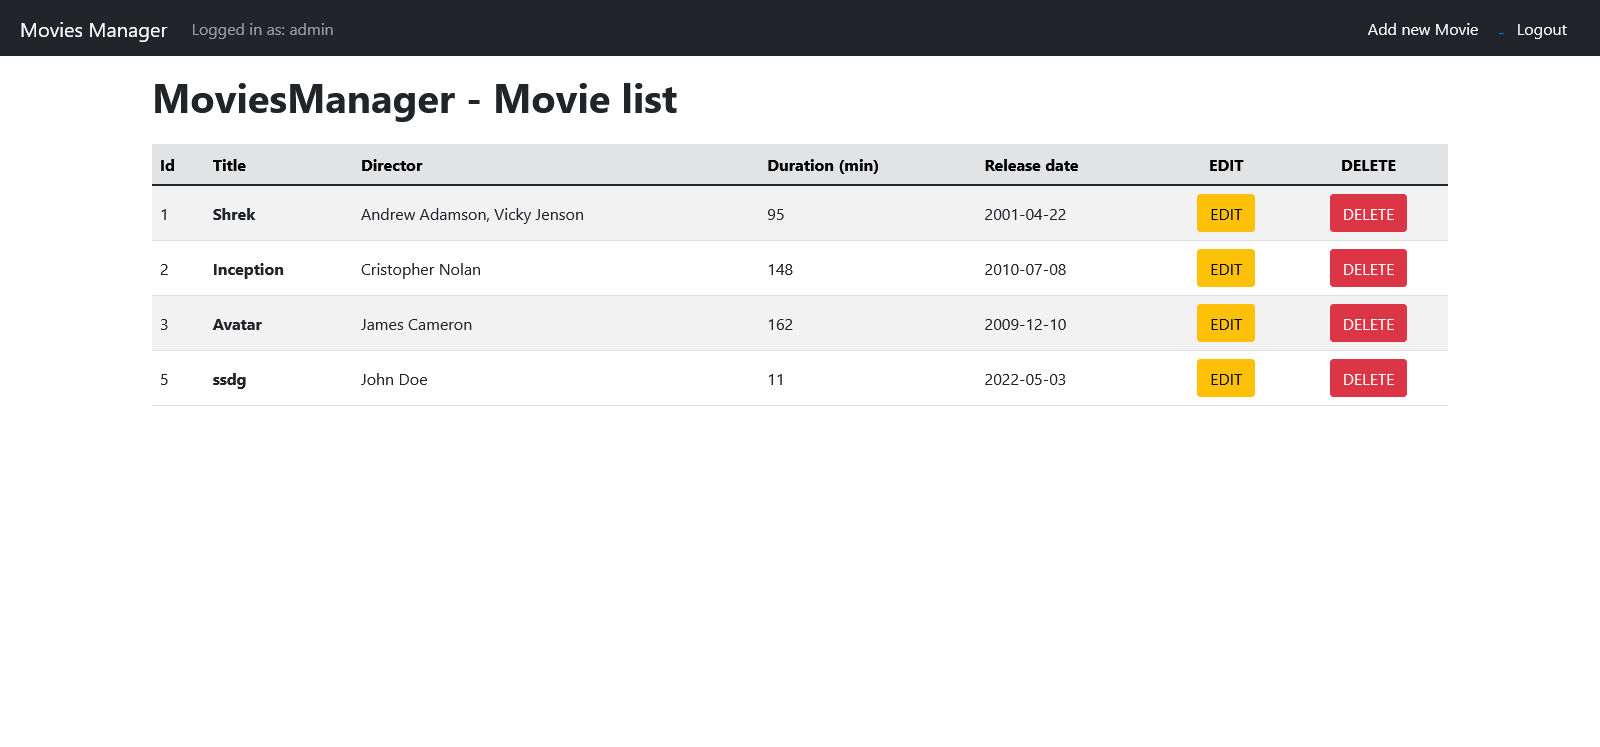 Movies Manager Logged in as: admin Add new Movie - Logout
MoviesManager - Movie list
Id Title Director Duration (min) Release date EDIT DELETE
1 Shrek Andrew Adamson, Vicky Jenson 95 2001-04-22 EDIT DELETE
2 Inception Cristopher Nolan 148 2010-07-08 EDIT DELETE
3 Avatar James Cameron 162 2009-12-10 EDIT DELETE
5 ssdg John Doe 11 2022-05-03 EDIT DELETE